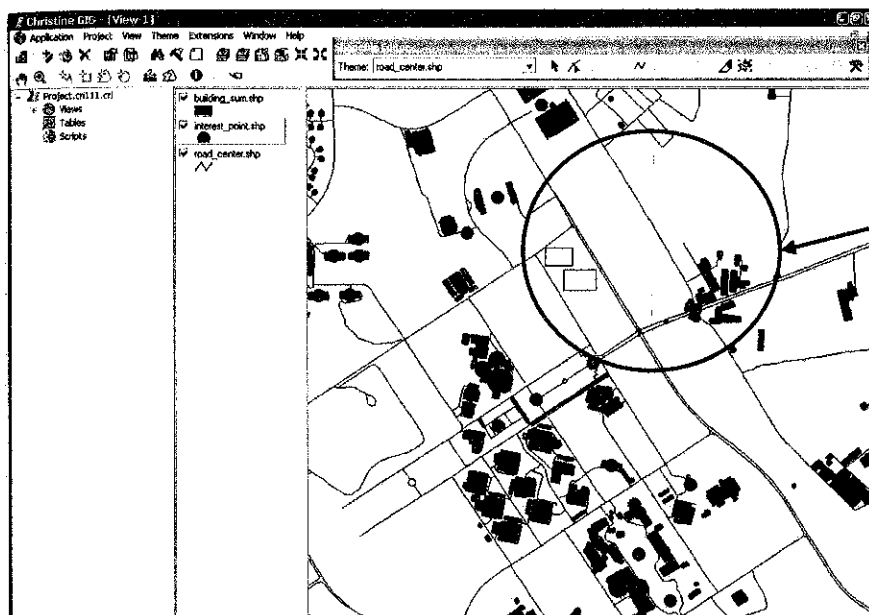 Christine GIS - [View-1]
Application Project View Theme Extensions Window Help
Theme: road_center.shp
Project.cn111.crl
Views
Tables
Scripts
building_sum.shp
interest_point.shp
road_center.shp